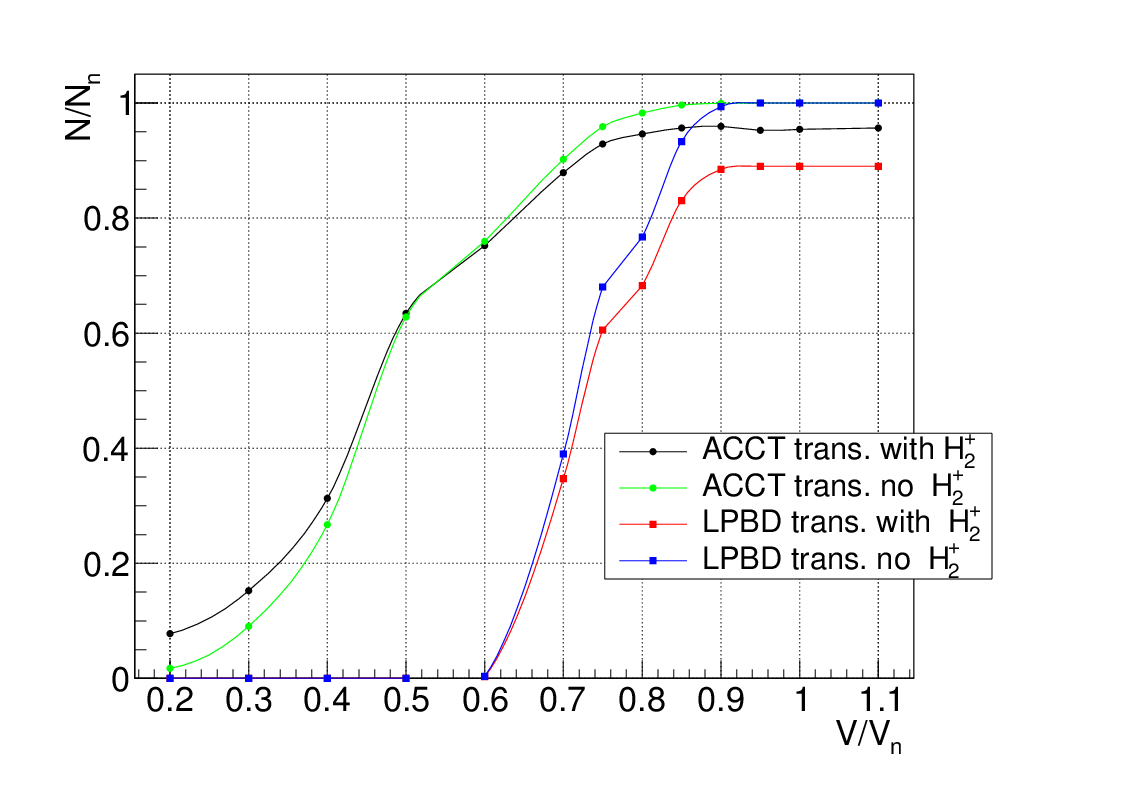 N/Nn
1
0.8
0.6
0.4
0.2
0
ACCT trans. with H2+
ACCT trans. no H2+
LPBD trans. with H2+
LPBD trans. no H2+
0.2 0.3 0.4 0.5 0.6 0.7 0.8 0.9 1 1.1
V/Vn